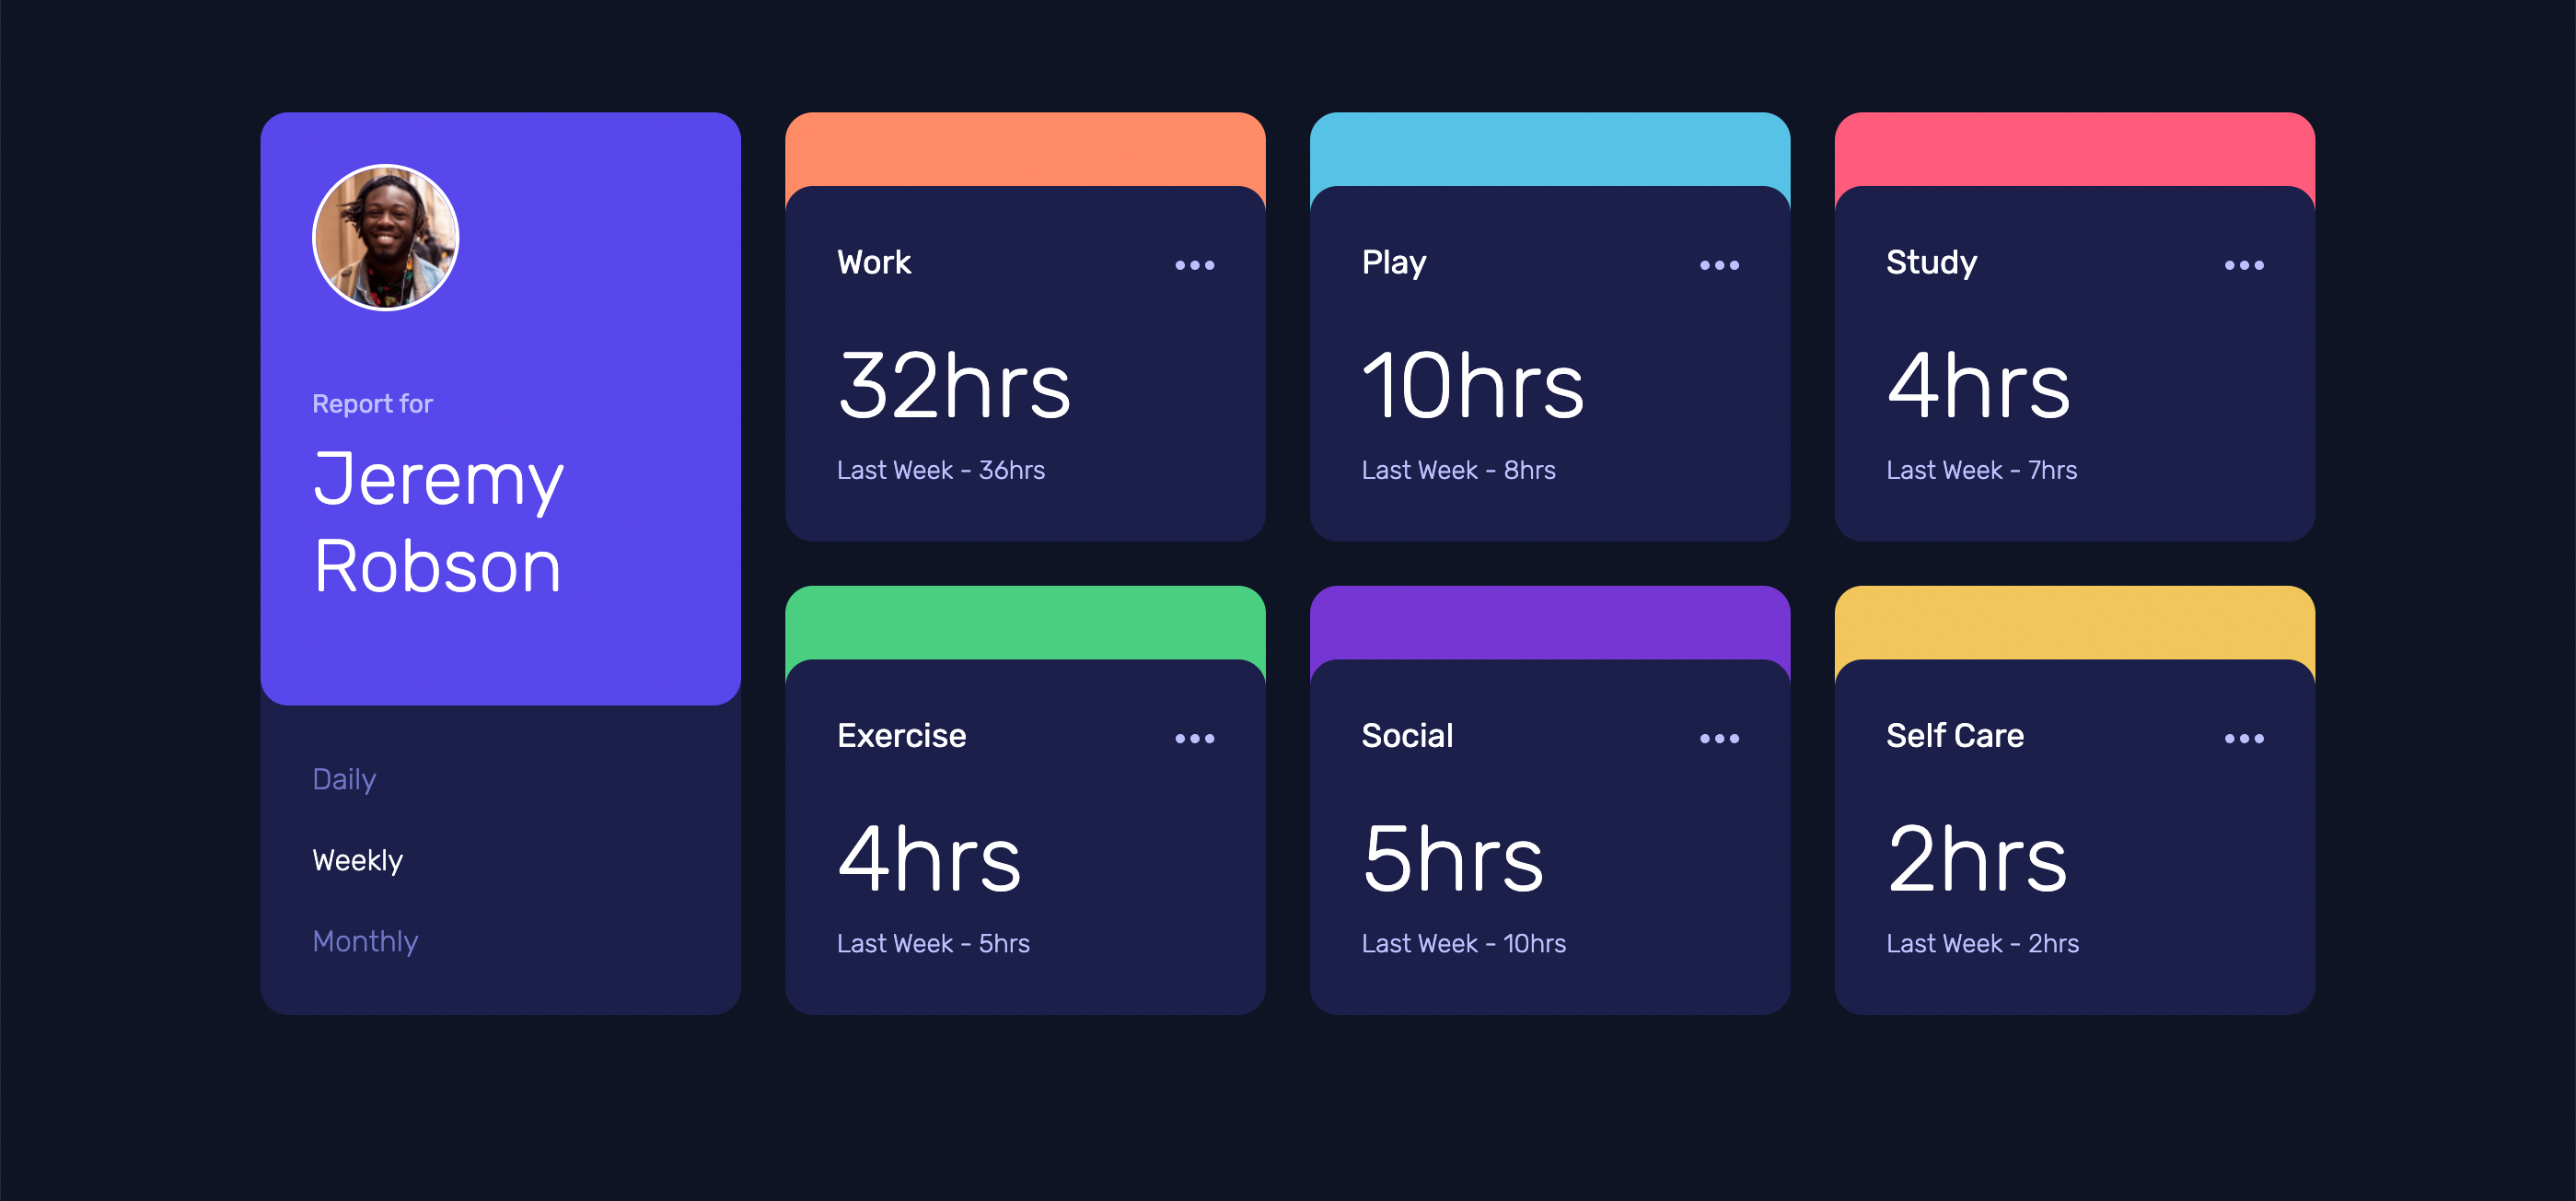 Report for
Jeremy
Robson
Daily
Weekly
Monthly
Work
32hrs
Last Week - 36hrs
Play
10hrs
Last Week - 8hrs
Study
4hrs
Last Week - 7hrs
Exercise
4hrs
Last Week - 5hrs
Social
5hrs
Last Week - 10hrs
Self Care
2hrs
Last Week - 2hrs